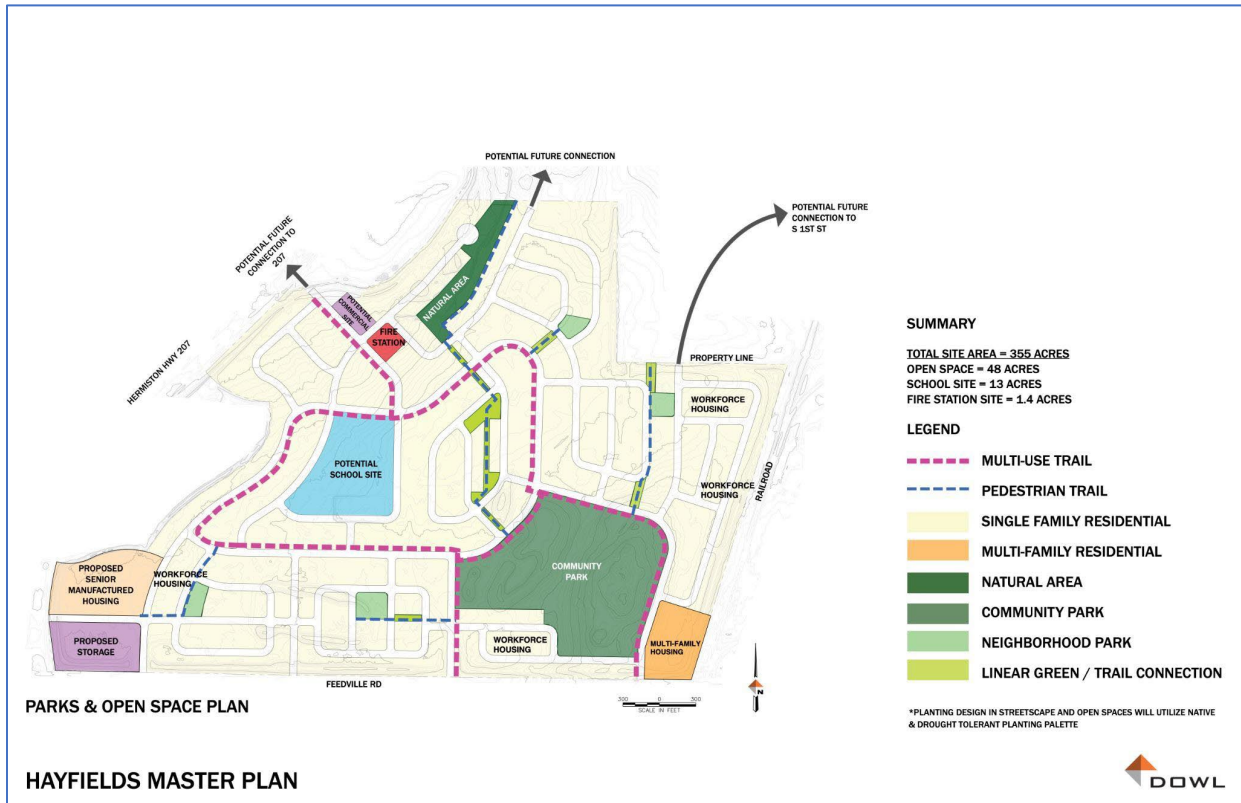 POTENTIAL FUTURE CONNECTION
POTENTIAL FUTURE
CONNECTION TO
S 1ST ST
POTENTIAL FUTURE
CONNECTION TO
207
POTENTIAL
COMMERCIAL
SITE
FIRE
STATION
NATURAL AREA
HERMISTON HWY 207
PROPERTY LINE
WORKFORCE
HOUSING
WORKFORCE
HOUSING
RAILROAD
POTENTIAL
SCHOOL SITE
COMMUNITY
PARK
PROPOSED
SENIOR
MANUFACTURED
HOUSING
WORKFORCE
HOUSING
PROPOSED
STORAGE
WORKFORCE
HOUSING
MULTI-FAMILY
HOUSING
FEEDVILLE RD
300 0 300
SCALE IN FEET
N
SUMMARY
TOTAL SITE AREA = 355 ACRES
OPEN SPACE = 48 ACRES
SCHOOL SITE = 13 ACRES
FIRE STATION SITE = 1.4 ACRES
LEGEND
MULTI-USE TRAIL
PEDESTRIAN TRAIL
SINGLE FAMILY RESIDENTIAL
MULTI-FAMILY RESIDENTIAL
NATURAL AREA
COMMUNITY PARK
NEIGHBORHOOD PARK
LINEAR GREEN / TRAIL CONNECTION
*PLANTING DESIGN IN STREETSCAPE AND OPEN SPACES WILL UTILIZE NATIVE
& DROUGHT TOLERANT PLANTING PALETTE
PARKS & OPEN SPACE PLAN
HAYFIELDS MASTER PLAN
DOWL